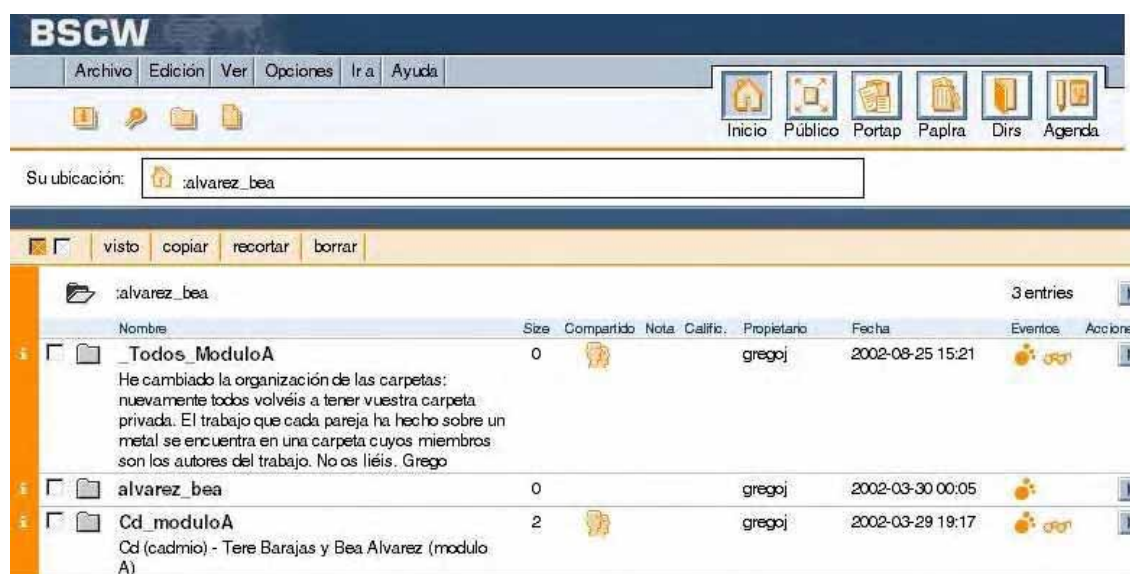 BSCW
Archivo Edición Ver Opciones Ir a Ayuda
Inicio Público Portap Paplra Dirs Agenda
Su ubicación: :alvarez_bea
visto copiar recortar borrar
:alvarez_bea 3 entries
Nombre Size Compartido Nota Calific. Propietario Fecha Eventos Accione
_Todos_ModuloA 0 gregoj 2002-08-25 15:21
He cambiado la organización de las carpetas:
nuevamente todos volvéis a tener vuestra carpeta
privada. El trabajo que cada pareja ha hecho sobre un
metal se encuentra en una carpeta cuyos miembros
son los autores del trabajo. No os liéis. Grego
alvarez_bea 0 gregoj 2002-03-30 00:05
Cd_moduloA 2 gregoj 2002-03-29 19:17
Cd (cadmio) - Tere Barajas y Bea Alvarez (modulo
A)